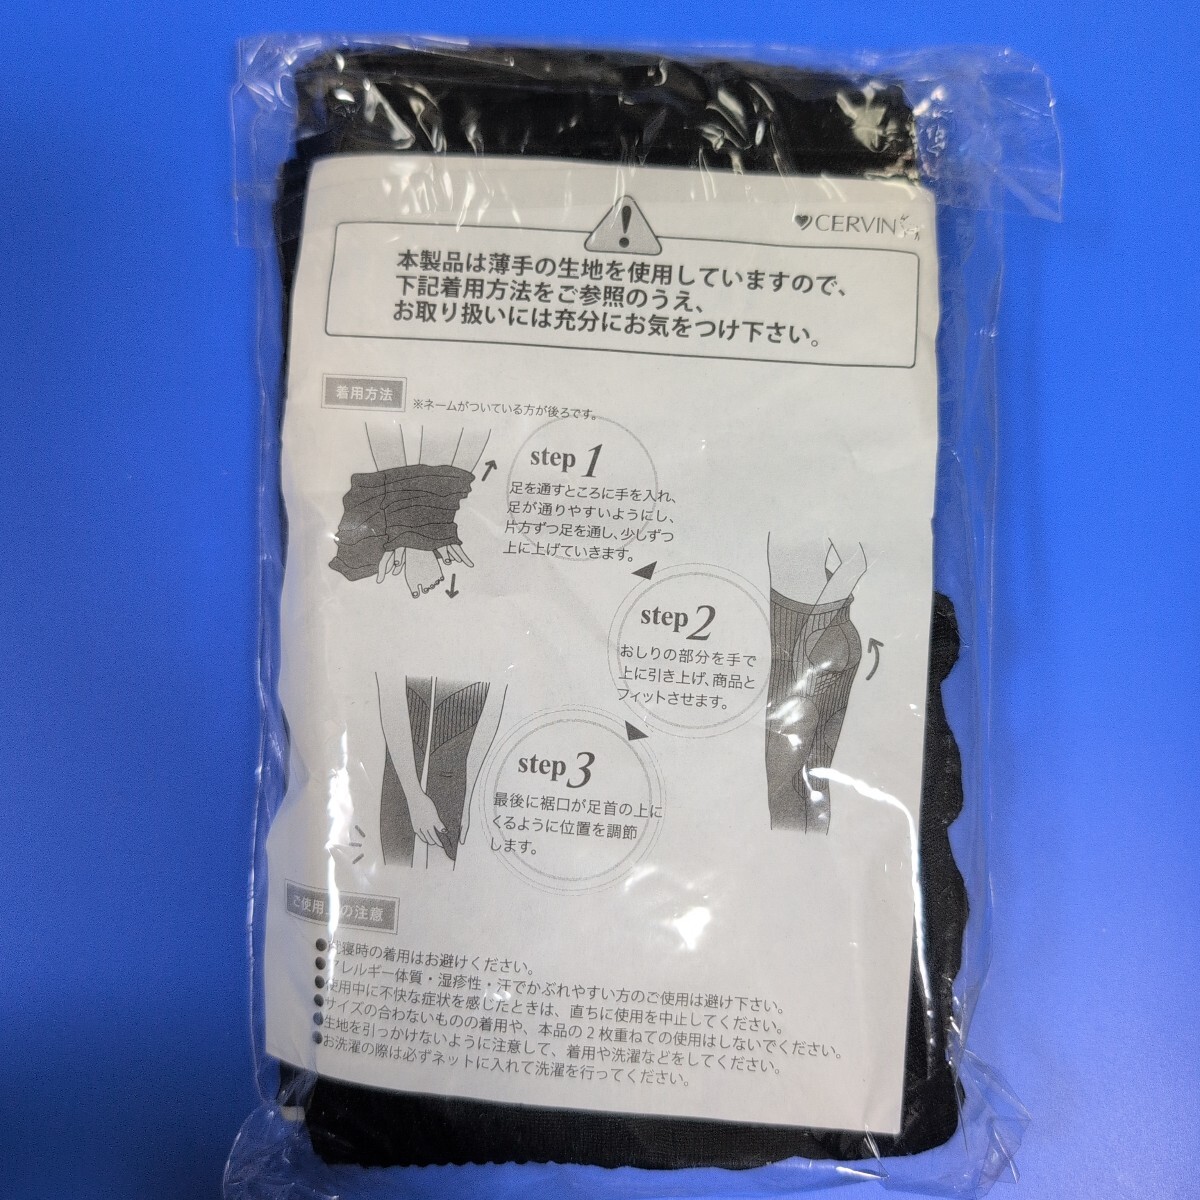 CERVIN
本製品は薄手の生地を使用していますので、
下記着用方法をご参照のうえ、
お取り扱いには充分にお気をつけ下さい。
着用方法
※ネームがついている方が後ろです。
step 1
足を通すところに手を入れ、
足が通りやすいようにし、
片方ずつ足を通し、少しずつ
上に上げていきます。
step 2
おしりの部分を手で
上に引き上げ、商品と
フィットさせます。
step 3
最後に裾口が足首の上に
くるように位置を調節
します。
ご使用上の注意
●就寝時の着用はお避けください。
●アレルギー体質・湿疹性・汗でかぶれやすい方のご使用は避け下さい。
●使用中に不快な症状を感じたときは、直ちに使用を中止してください。
●サイズの合わないものの着用や、本品の2枚重ねての使用はしないでください。
●生地を引っかけないように注意して、着用や洗濯などをしてください。
●お洗濯の際は必ずネットに入れて洗濯を行ってください。